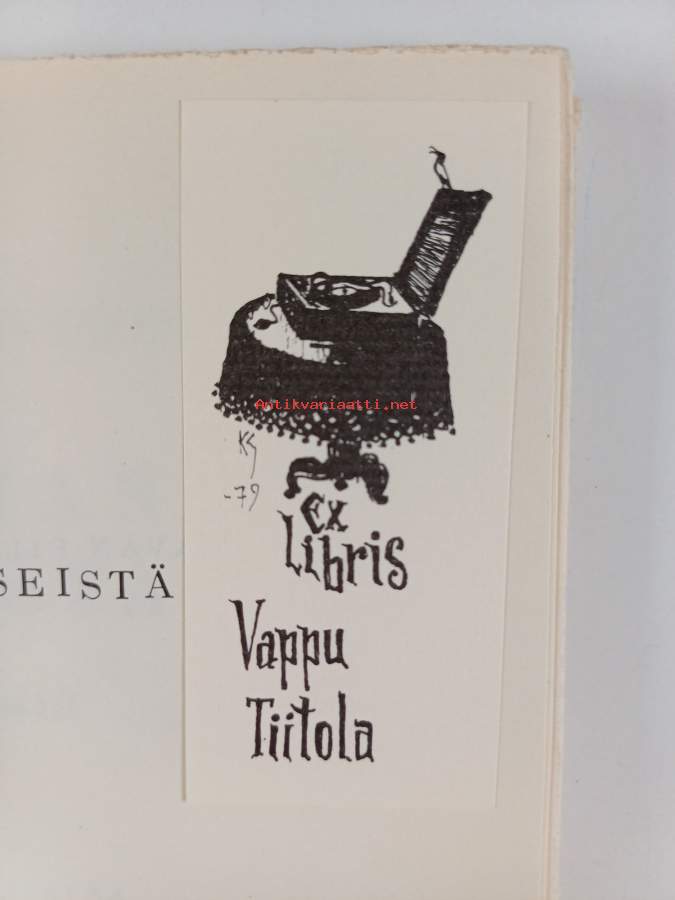 Antikvariaatti.net
KS
-79
Ex
Libris
SEISTÄ
Vappu
Tiitola